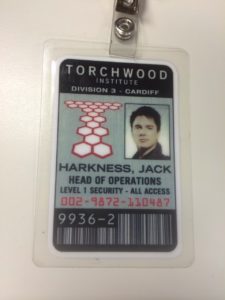 TORCHWOOD
INSTITUTE
DIVISION 3 - CARDIFF
HARKNESS, JACK
HEAD OF OPERATIONS
LEVEL 1 SECURITY - ALL ACCESS
002-9872-110487
9936-2